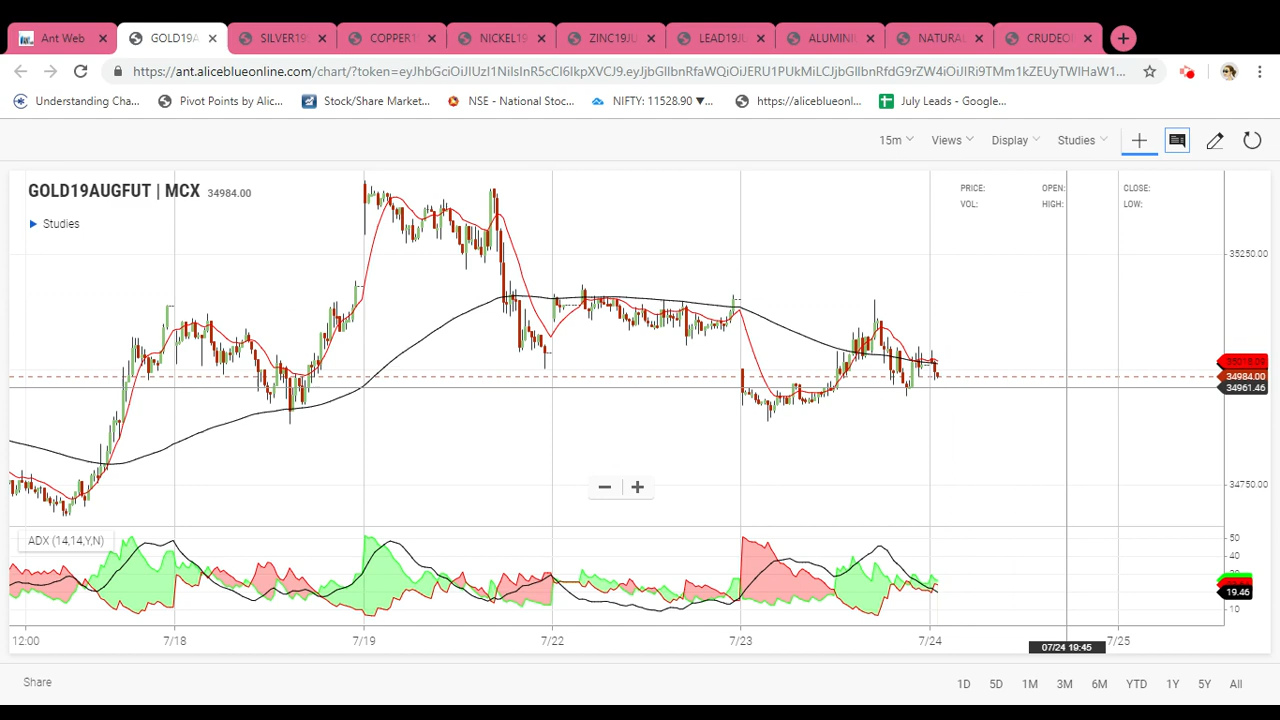 Ant Web GOLD19A SILVER19 COPPER1 NICKEL19 ZINC19JU LEAD19JU ALUMINI NATURAL CRUDEO
Understanding Cha... Pivot Points by Alic... Stock/Share Market... NSE - National Stoc... NIFTY: 11528.90 ▼... https://aliceblueonl... July Leads - Google...
15m Views Display Studies
GOLD19AUGFUT | MCX 34984.00
PRICE: OPEN: CLOSE:
VOL: HIGH: LOW:
Studies
35250.00
34984.00
34961.46
34750.00
ADX (14,14,Y,N)
50
40
19.46
10
12:00 7/18 7/19 7/22 7/23 7/24 7/25
07/24 19:45
Share
1D 5D 1M 3M 6M YTD 1Y 5Y All